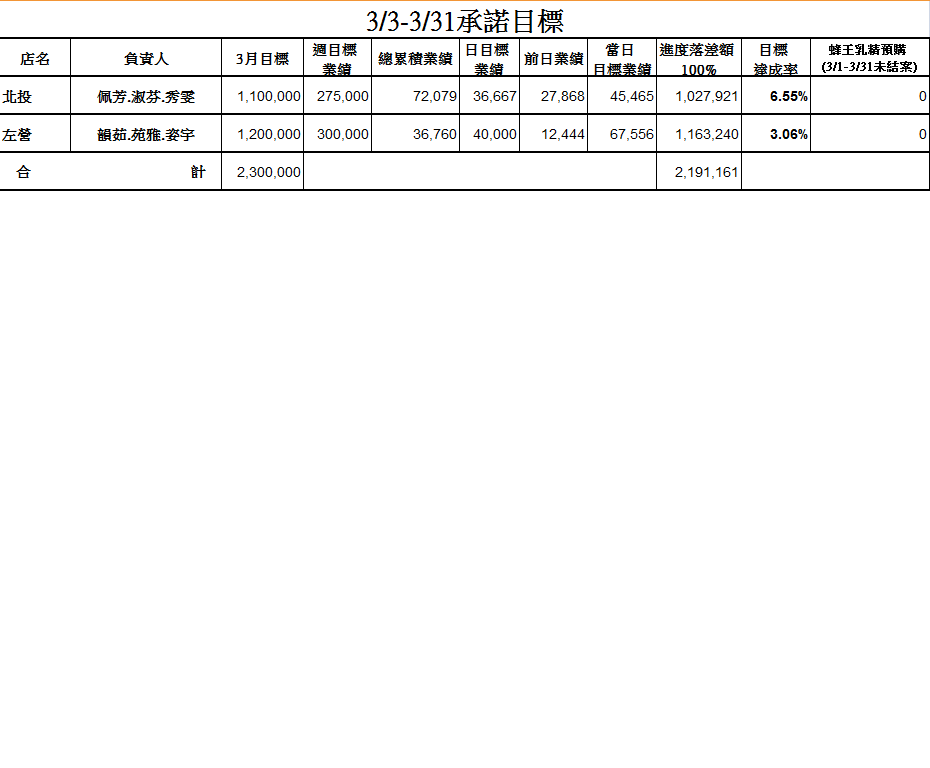 3/3-3/31承諾目標
店名 負責人 3月目標 週目標業績 總累積業績 日目標業績 前日業績 當日目標業績 進度落差額100% 目標達成率 蜂王乳精預購(3/1-3/31未結案)
北投 佩芳.淑芬.秀雯 1,100,000 275,000 72,079 36,667 27,868 45,465 1,027,921 6.55% 0
左營 韻茹.苑雅.姿宇 1,200,000 300,000 36,760 40,000 12,444 67,556 1,163,240 3.06% 0
合 計 2,300,000 2,191,161